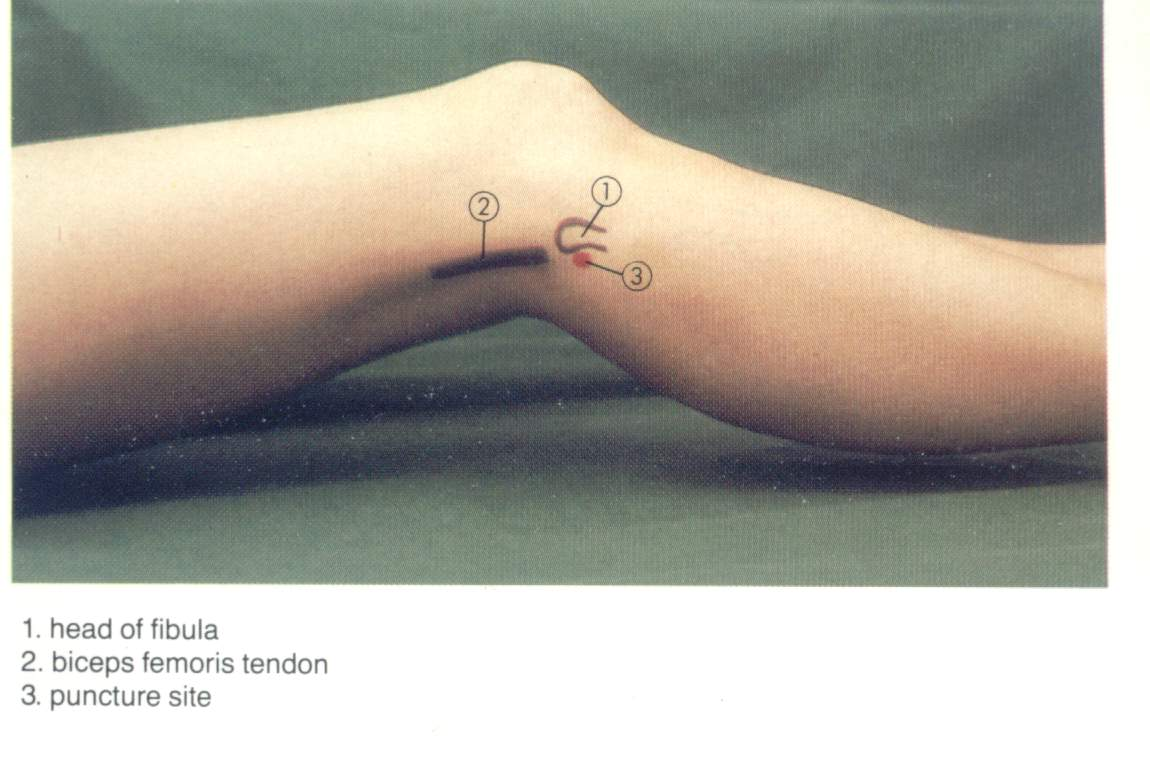 2
1
3
1. head of fibula
2. biceps femoris tendon
3. puncture site